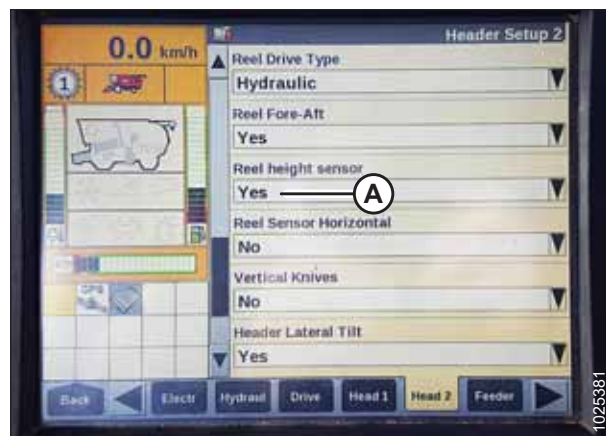 0.0 km/h
Header Setup 2
1
Reel Drive Type
Hydraulic
Reel Fore-Aft
Yes
Reel height sensor
Yes
A
Reel Sensor Horizontal
No
Vertical Knives
No
Header Lateral Tilt
Yes
GPS
Back
Electr
Hydraul
Drive
Head 1
Head 2
Feeder
1025381